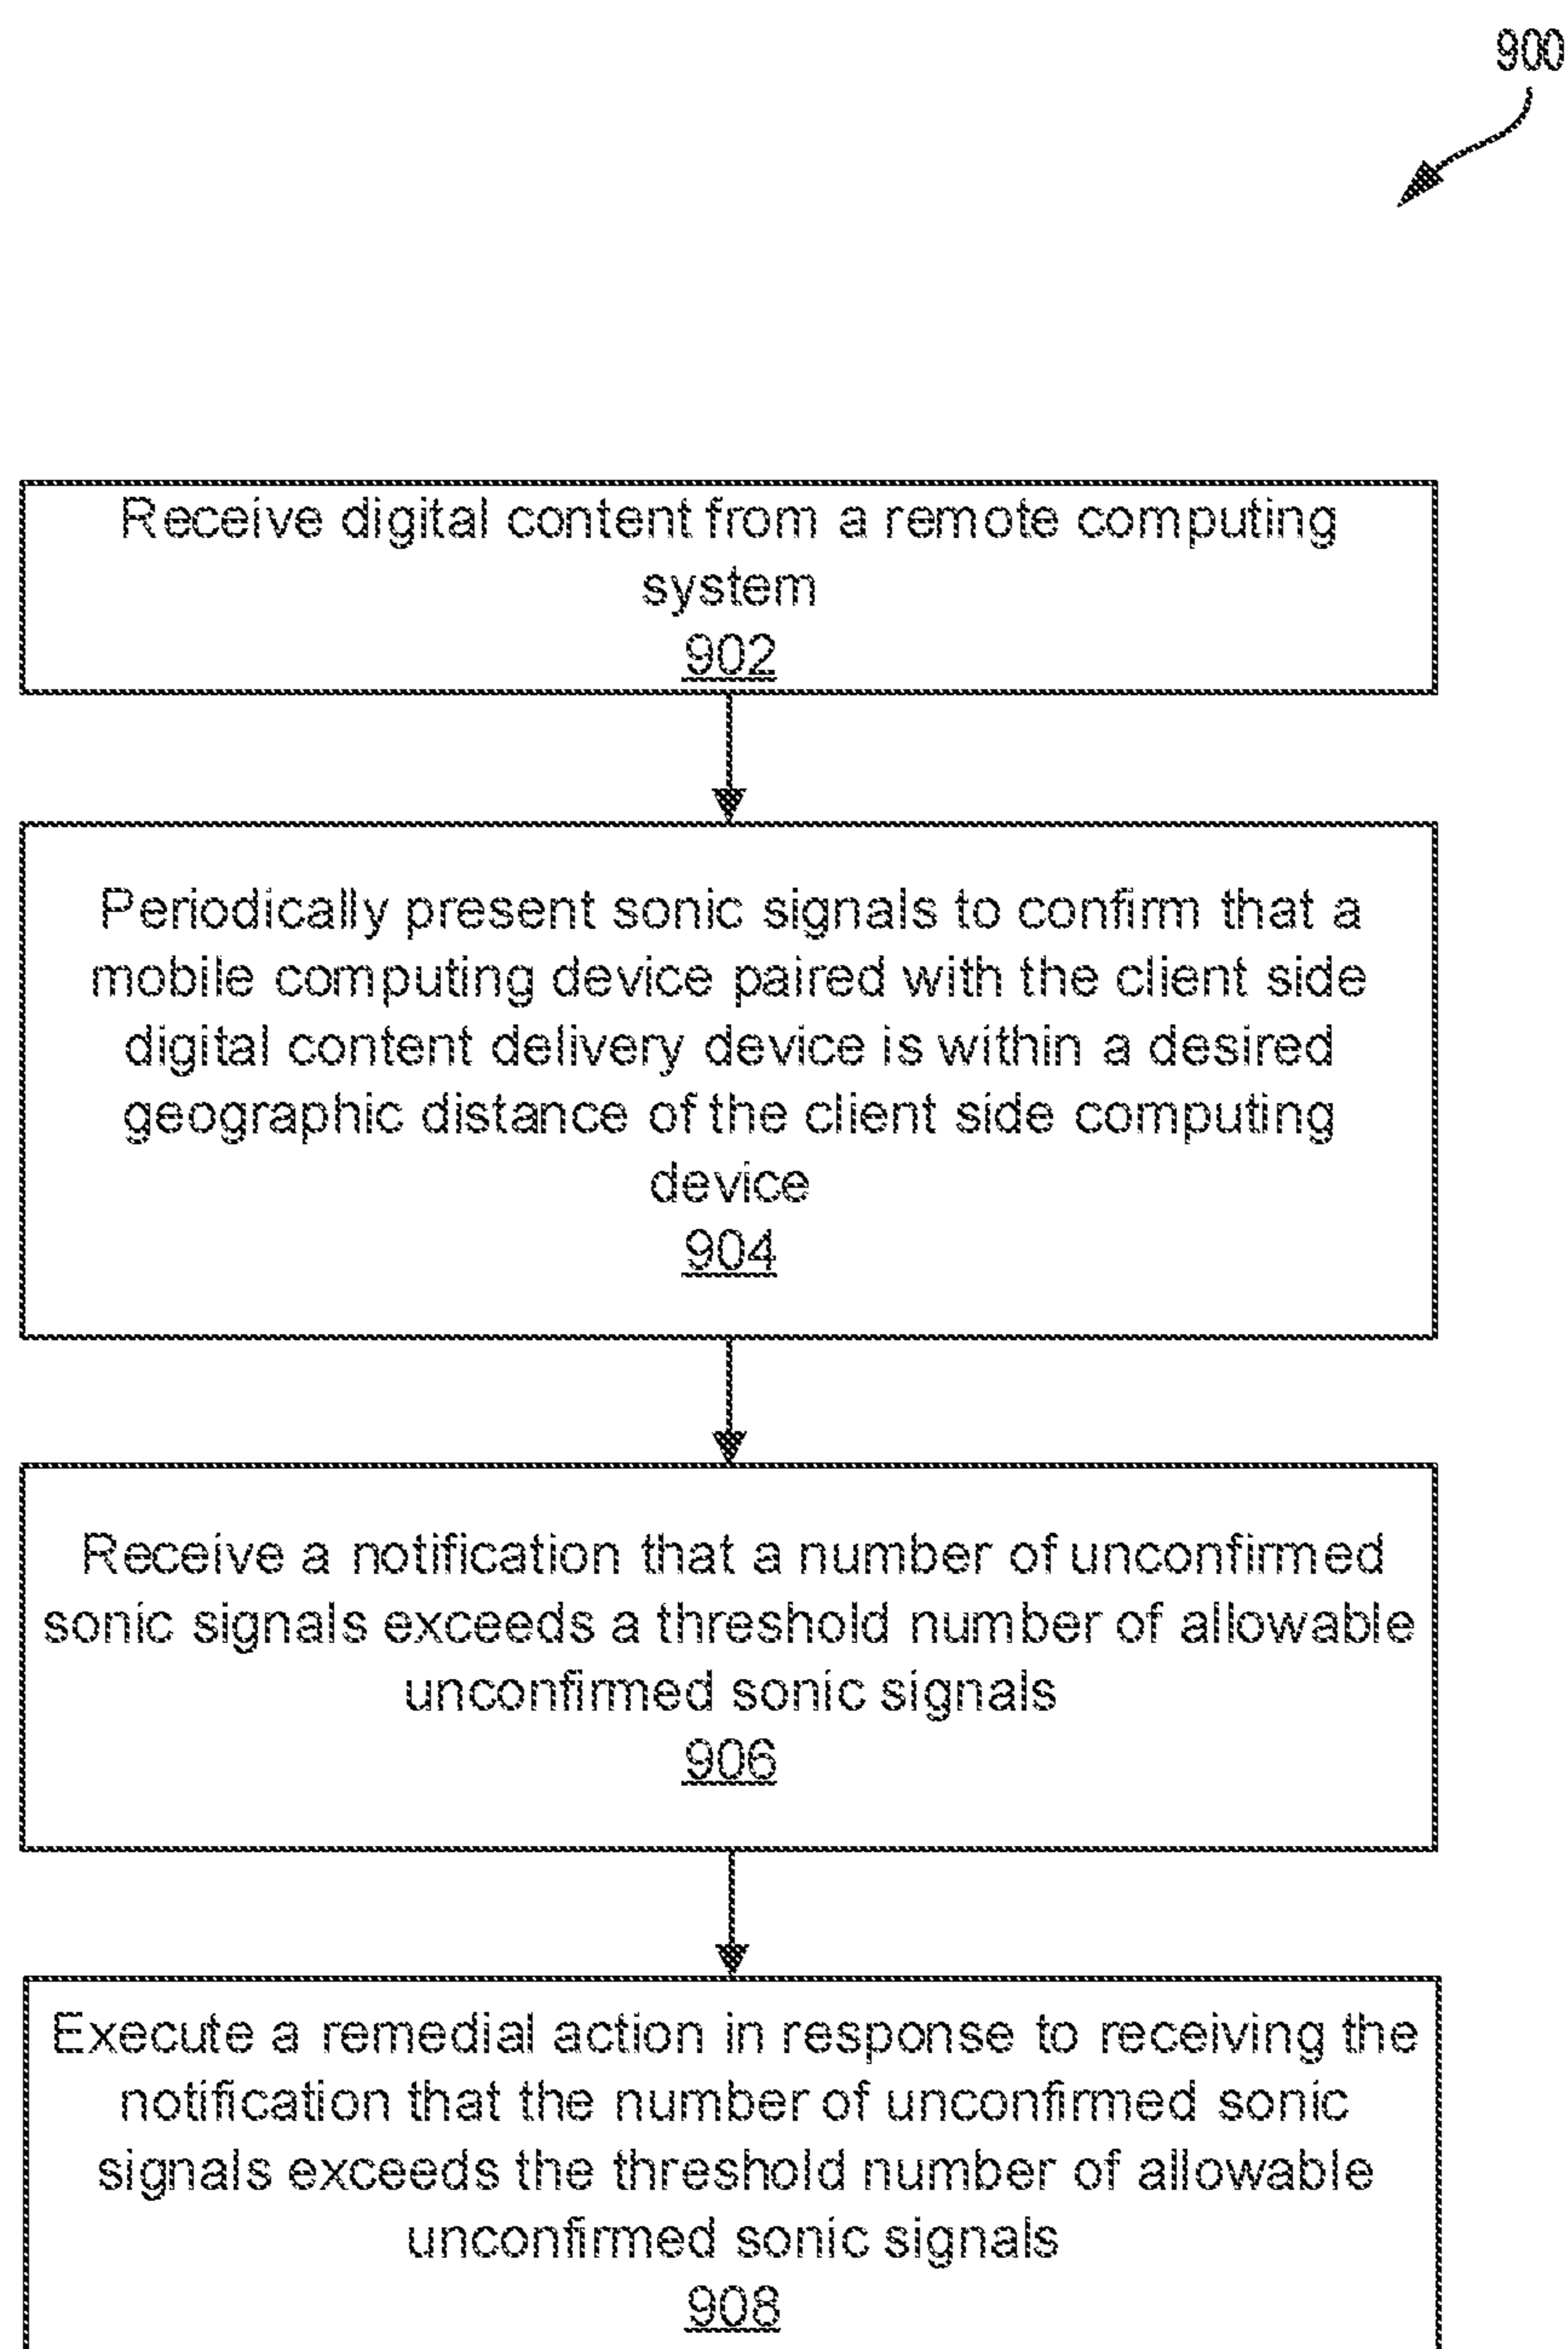 900
Receive digital content from a remote computing
system
902
Periodically present sonic signals to confirm that a
mobile computing device paired with the client side
digital content delivery device is within a desired
geographic distance of the client side computing
device
904
Receive a notification that a number of unconfirmed
sonic signals exceeds a threshold number of allowable
unconfirmed sonic signals
906
Execute a remedial action in response to receiving the
notification that the number of unconfirmed sonic
signals exceeds the threshold number of allowable
unconfirmed sonic signals
908